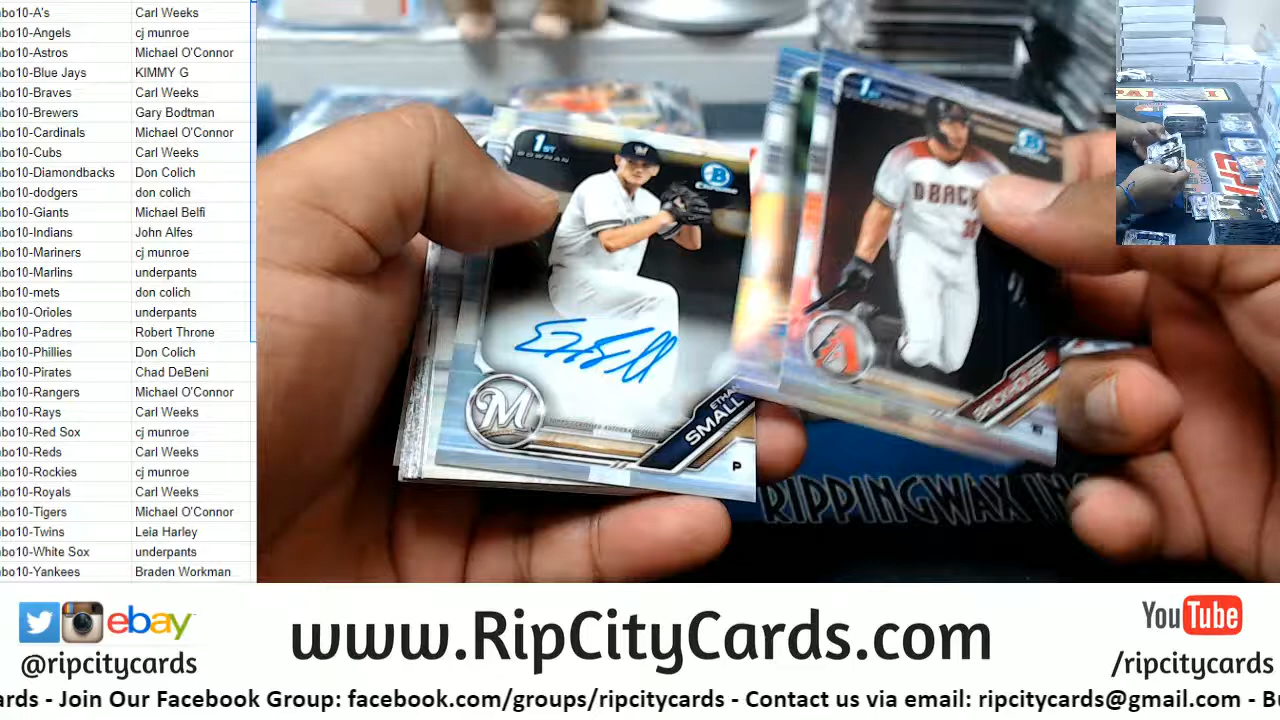 bo10-A's Carl Weeks
bo10-Angels cj munroe
bo10-Astros Michael O'Connor
bo10-Blue Jays KIMMY G
bo10-Braves Carl Weeks
bo10-Brewers Gary Bodtman
bo10-Cardinals Michael O'Connor
bo10-Cubs Carl Weeks
bo10-Diamondbacks Don Colich
bo10-dodgers don colich
bo10-Giants Michael Belfi
bo10-Indians John Alfes
bo10-Mariners cj munroe
bo10-Marlins underpants
bo10-mets don colich
bo10-Orioles underpants
bo10-Padres Robert Throne
bo10-Phillies Don Colich
bo10-Pirates Chad DeBeni
bo10-Rangers Michael O'Connor
bo10-Rays Carl Weeks
bo10-Red Sox cj munroe
bo10-Reds Carl Weeks
bo10-Rockies cj munroe
bo10-Royals Carl Weeks
bo10-Tigers Michael O'Connor
bo10-Twins Leia Harley
bo10-White Sox underpants
bo10-Yankees Braden Workman
1ST
BOWMAN
B
Chrome
M
ETHAN
SMALL
P
1ST
B
DBACK
RIPPINGWAX IN
ebay
@ripcitycards
www.RipCityCards.com
YouTube
/ripcitycards
ards - Join Our Facebook Group: facebook.com/groups/ripcitycards - Contact us via email: ripcitycards@gmail.com - B